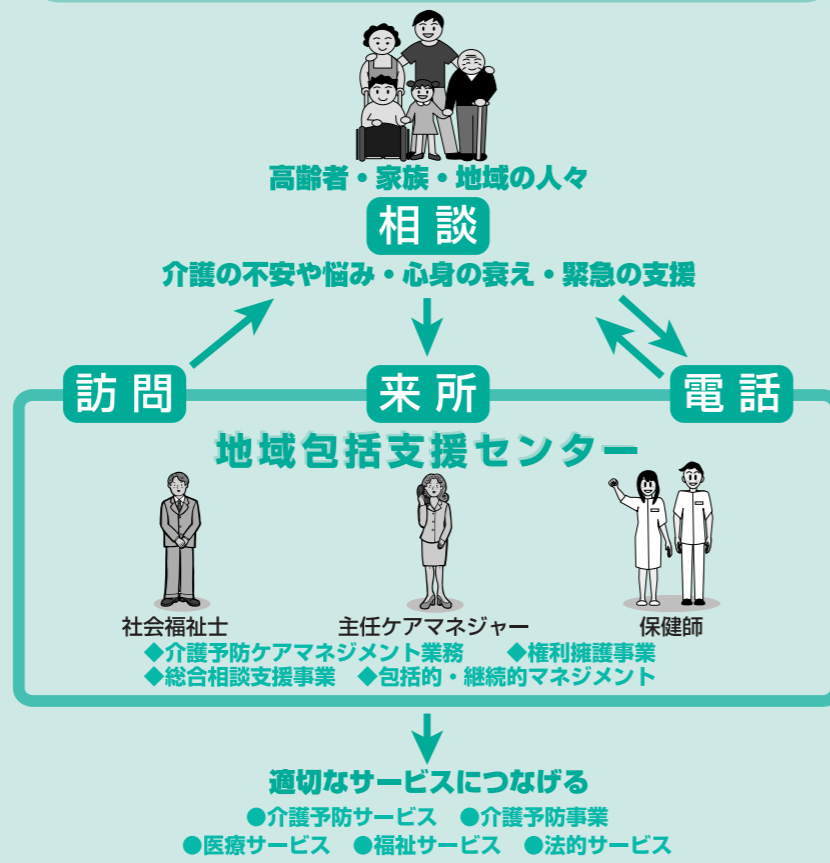 高齢者・家族・地域の人々
相談
介護の不安や悩み・心身の衰え・緊急の支援
訪問 来所 電話
地域包括支援センター
社会福祉士 主任ケアマネジャー 保健師
◆介護予防ケアマネジメント業務 ◆権利擁護事業
◆総合相談支援事業 ◆包括的・継続的マネジメント
適切なサービスにつなげる
●介護予防サービス ●介護予防事業
●医療サービス ●福祉サービス ●法的サービス